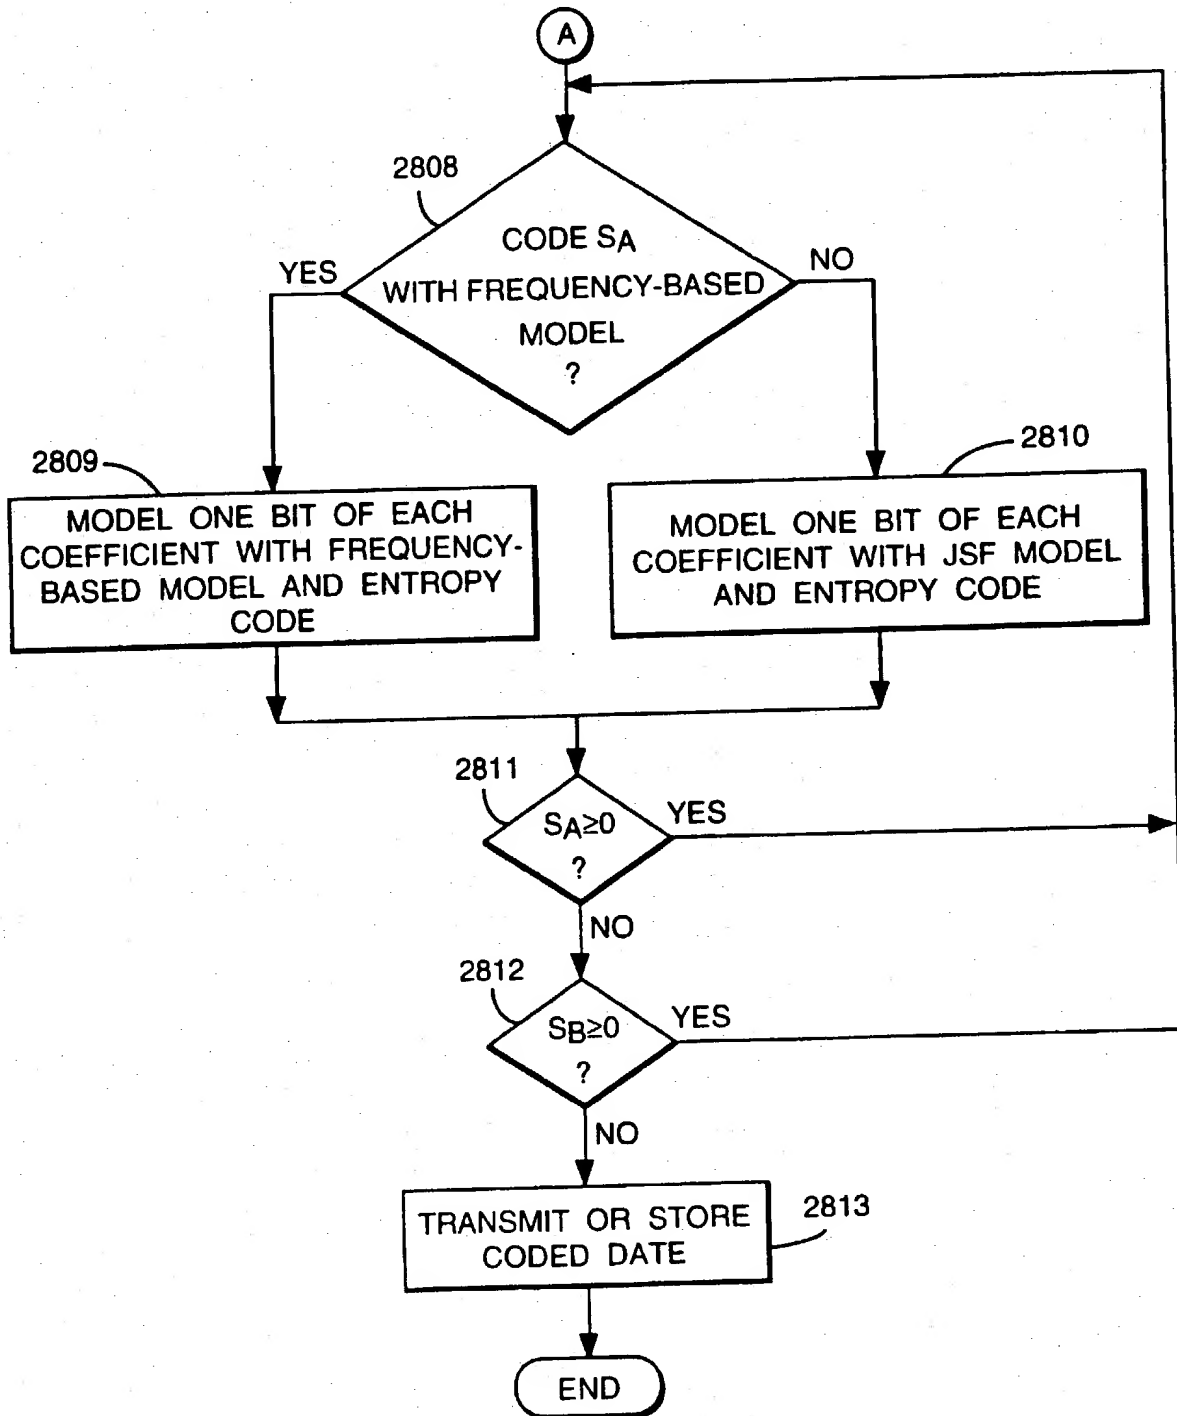 A
2808
CODE SA
WITH FREQUENCY-BASED
MODEL
?
YES
NO
2809
MODEL ONE BIT OF EACH
COEFFICIENT WITH FREQUENCY-
BASED MODEL AND ENTROPY
CODE
2810
MODEL ONE BIT OF EACH
COEFFICIENT WITH JSF MODEL
AND ENTROPY CODE
2811
SA≥0
?
YES
NO
2812
SB≥0
?
YES
NO
TRANSMIT OR STORE
CODED DATE
2813
END